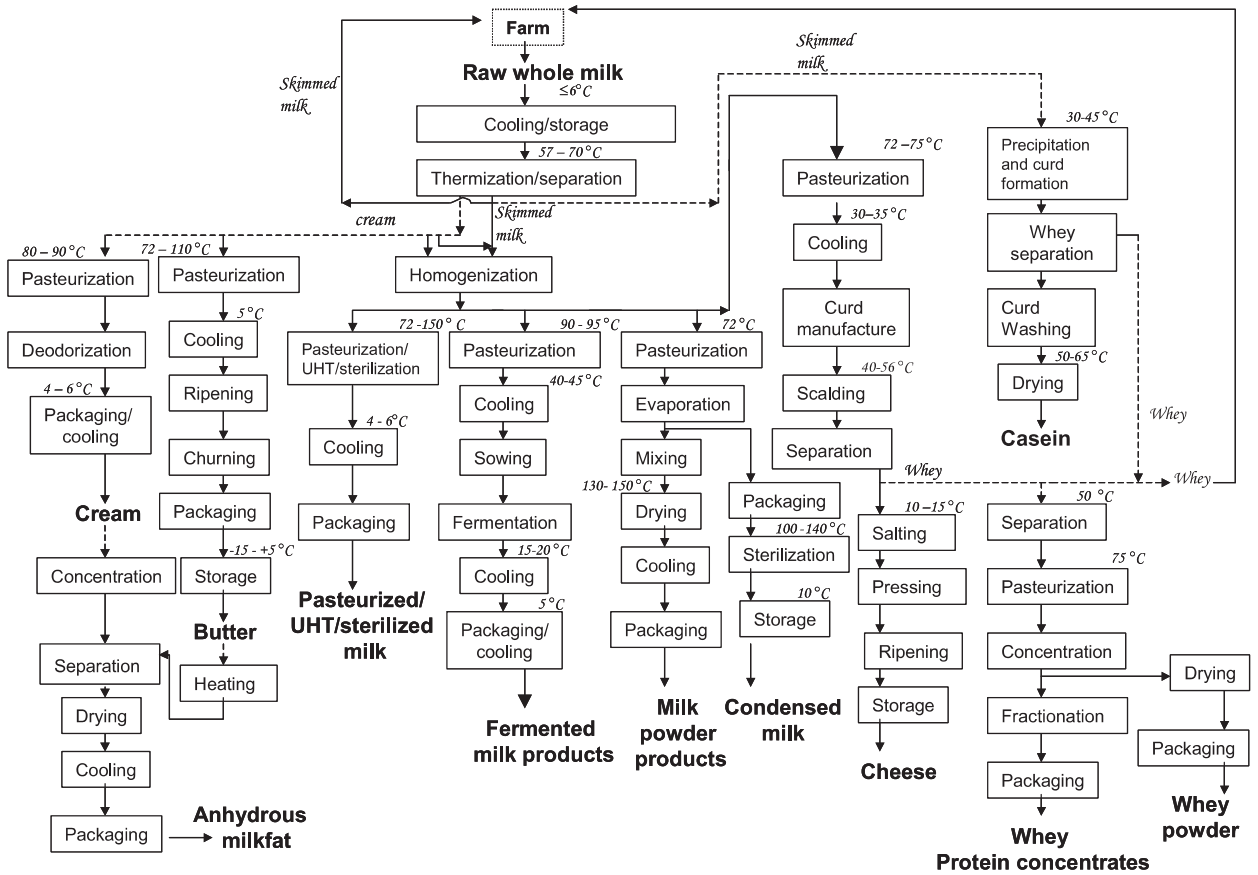 Farm
Raw whole milk
≤6°C
Cooling/storage
57 – 70°C
Thermization/separation
Skimmed
milk
Skimmed
milk
Skimmed
milk
cream
Homogenization
80 – 90°C
Pasteurization
Deodorization
4 – 6°C
Packaging/
cooling
Cream
Concentration
Separation
Drying
Cooling
Packaging
Anhydrous
milkfat
72 – 110°C
Pasteurization
5°C
Cooling
Ripening
Churning
Packaging
-15 - +5°C
Storage
Butter
Heating
72 -150° C
Pasteurization/
UHT/sterilization
4 - 6°C
Cooling
Packaging
Pasteurized/
UHT/sterilized
milk
90 - 95°C
Pasteurization
40-45°C
Cooling
Sowing
Fermentation
15-20°C
Cooling
5°C
Packaging/
cooling
Fermented
milk products
72°C
Pasteurization
Evaporation
Mixing
130- 150°C
Drying
Cooling
Packaging
Milk
powder
products
Packaging
100 -140°C
Sterilization
10°C
Storage
Condensed
milk
72 –75°C
Pasteurization
30–35°C
Cooling
Curd
manufacture
40-56°C
Scalding
Separation
Whey
10 –15°C
Salting
Pressing
Ripening
Storage
Cheese
30-45°C
Precipitation
and curd
formation
Whey
separation
Curd
Washing
50-65°C
Drying
Casein
Whey
Whey
50 °C
Separation
75°C
Pasteurization
Concentration
Fractionation
Packaging
Whey
Protein concentrates
Drying
Packaging
Whey
powder